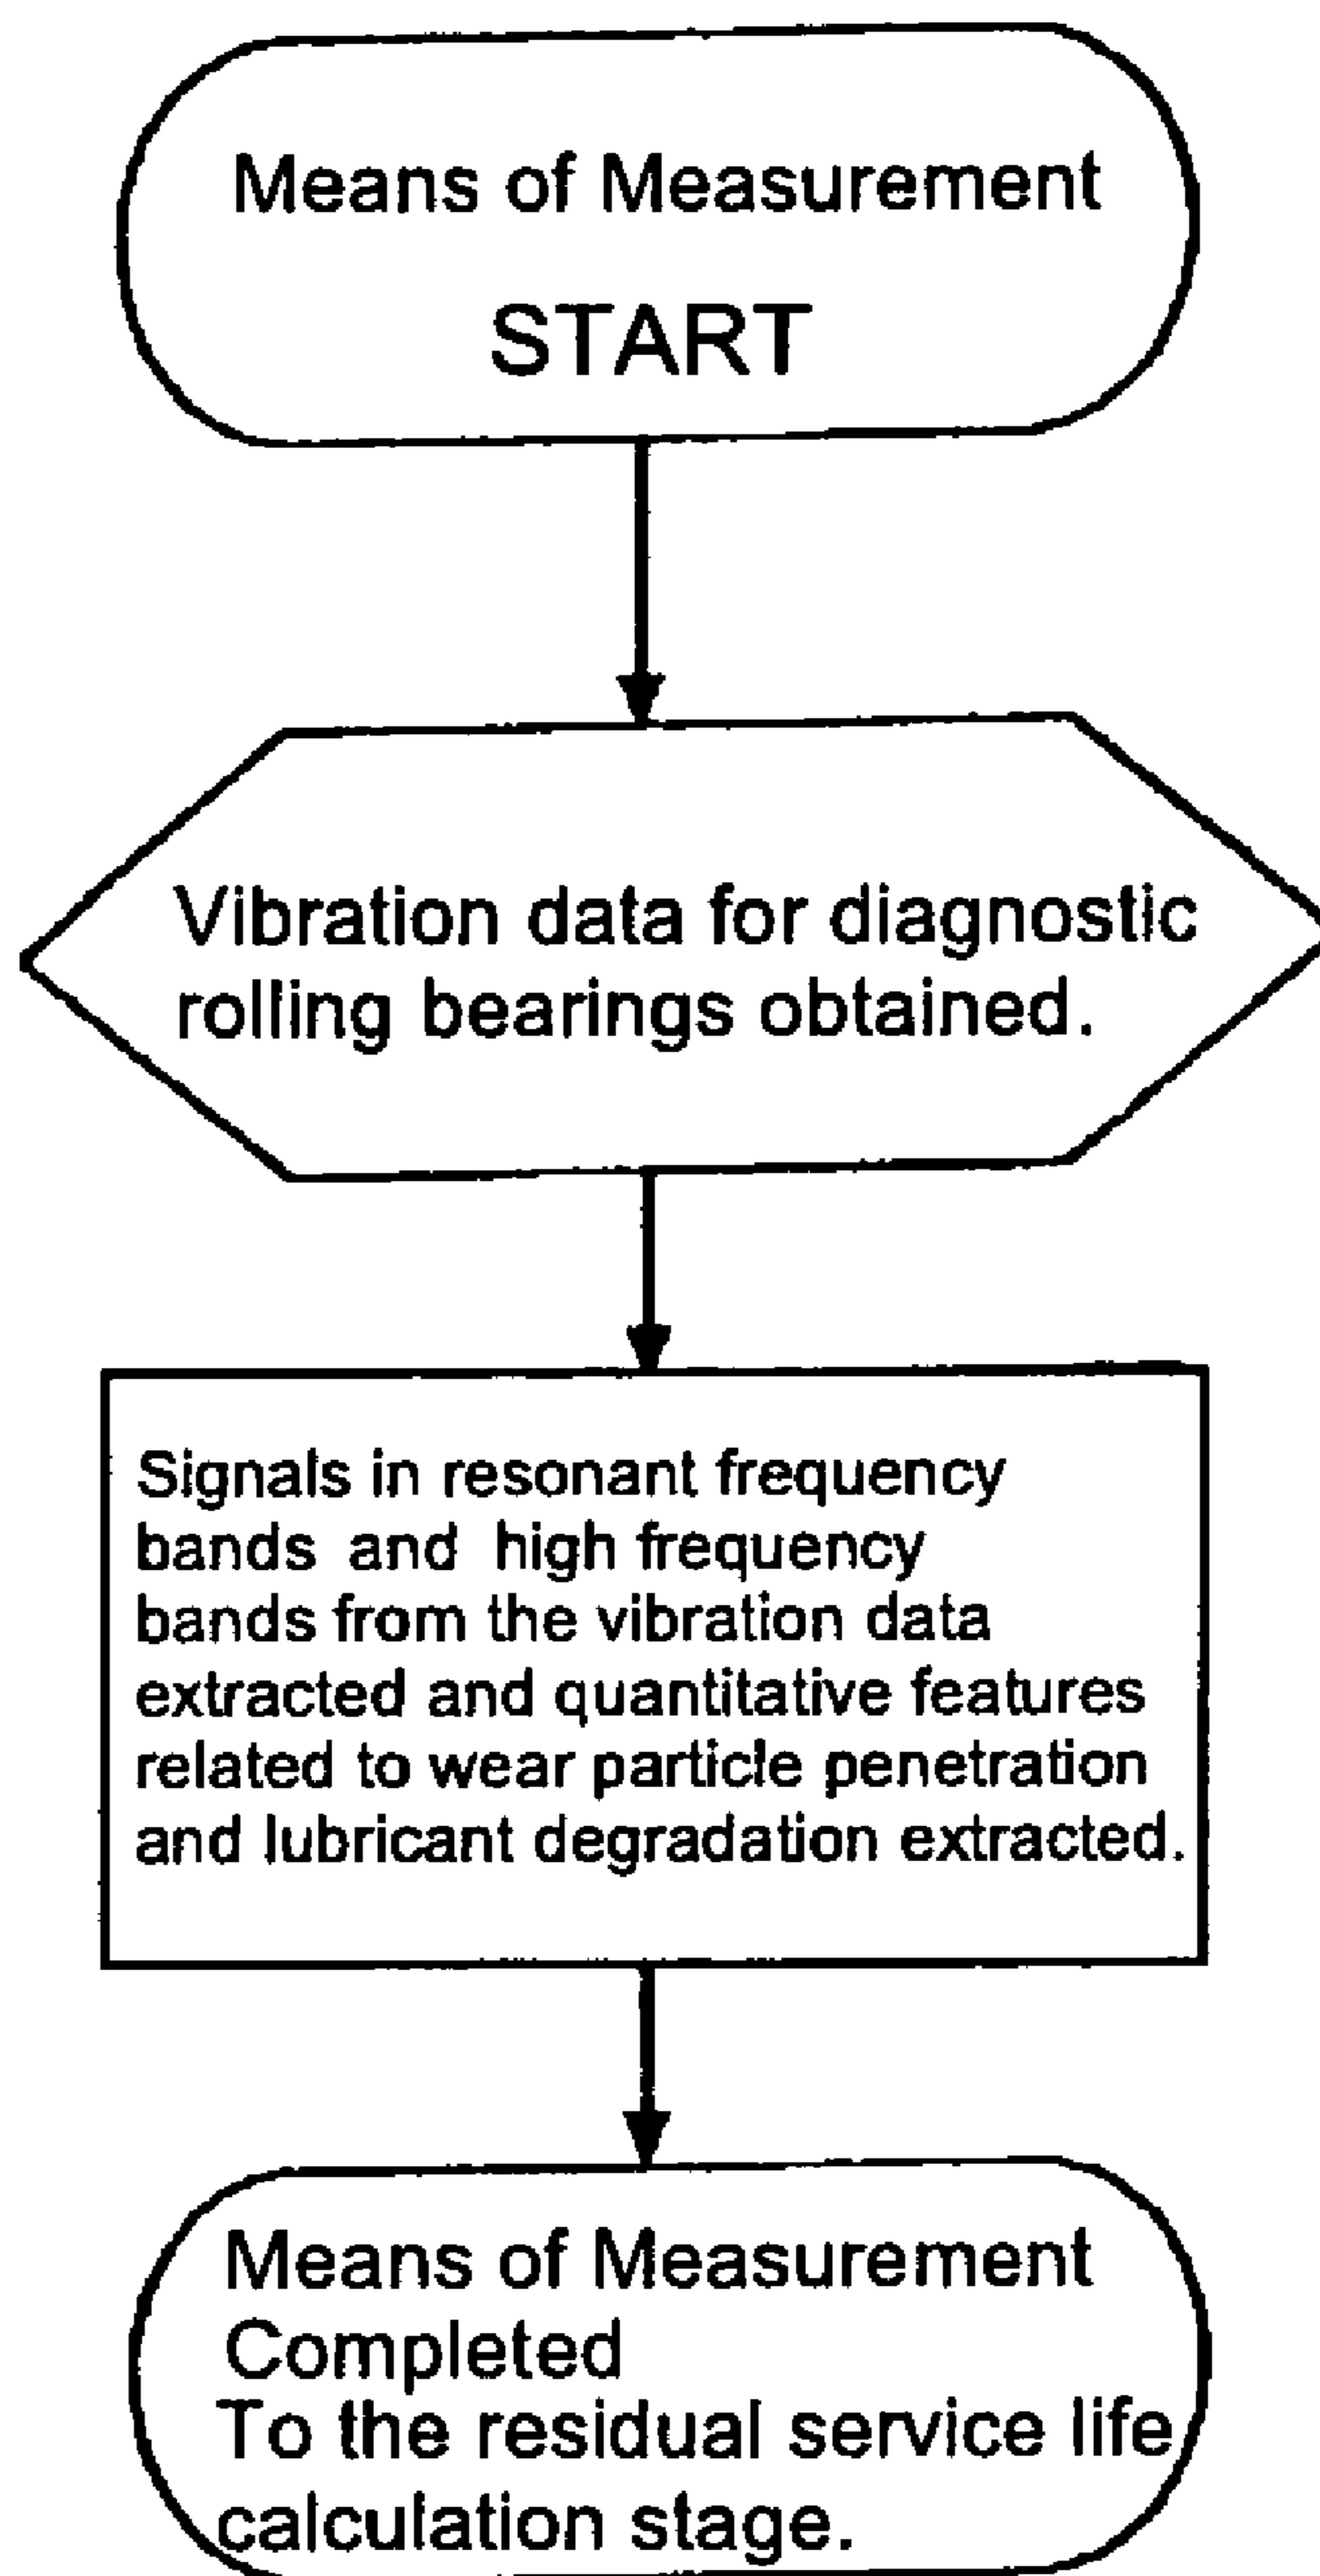 Means of Measurement
START
Vibration data for diagnostic
rolling bearings obtained.
Signals in resonant frequency
bands and high frequency
bands from the vibration data
extracted and quantitative features
related to wear particle penetration
and lubricant degradation extracted.
Means of Measurement
Completed
To the residual service life
calculation stage.